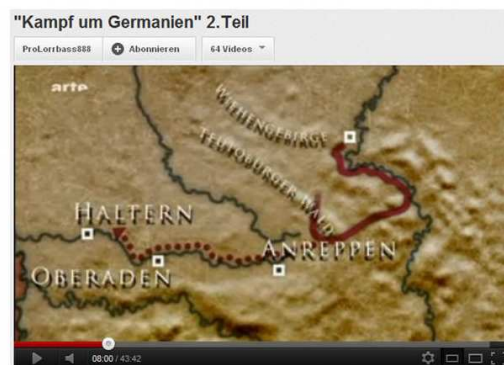 "Kampf um Germanien" 2.Teil
ProLorrbass888
Abonnieren
64 Videos
arte
WIEHENGEBIRGE
TEUTOBURGER WALD
HALTERN
ANREPPEN
OBERADEN
08:00 / 43:42